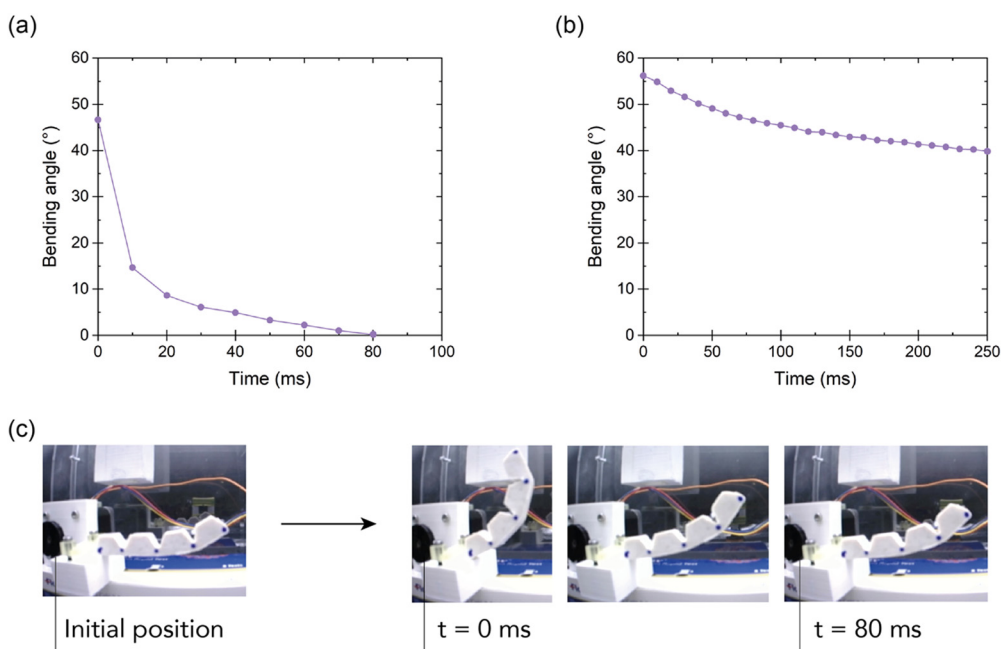 (a)
60
50
40
30
20
10
0
Bending angle (°)
0 20 40 60 80 100
Time (ms)
(b)
60
50
40
30
20
10
0
Bending angle (°)
0 50 100 150 200 250
Time (ms)
(c)
Initial position
t = 0 ms
t = 80 ms